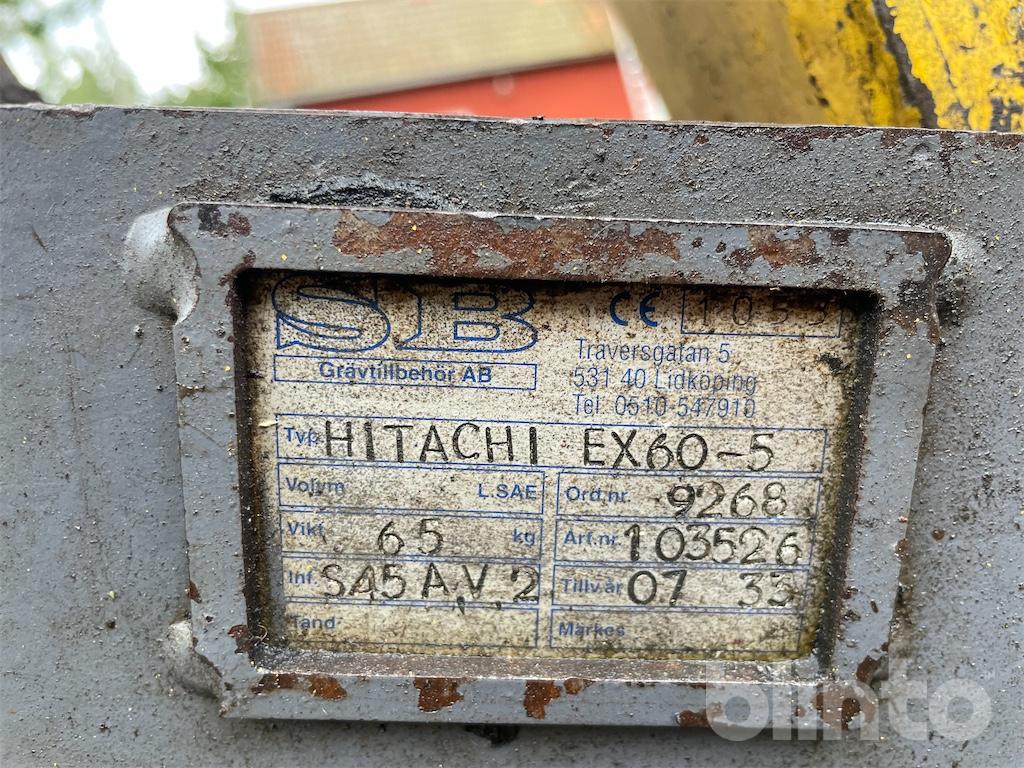 SB CE 1053
Grävtillbehör AB
Traversgatan 5
531 40 Lidköping
Tel 0510-547910
Typ HITACHI EX60-5
Volym L.SAE
Ord.nr. 9268
Vikt 65 kg
Art.nr. 103526
Inf. S45 A,V,2
Tillv.år 07 33
Tand
Märkes
blinto